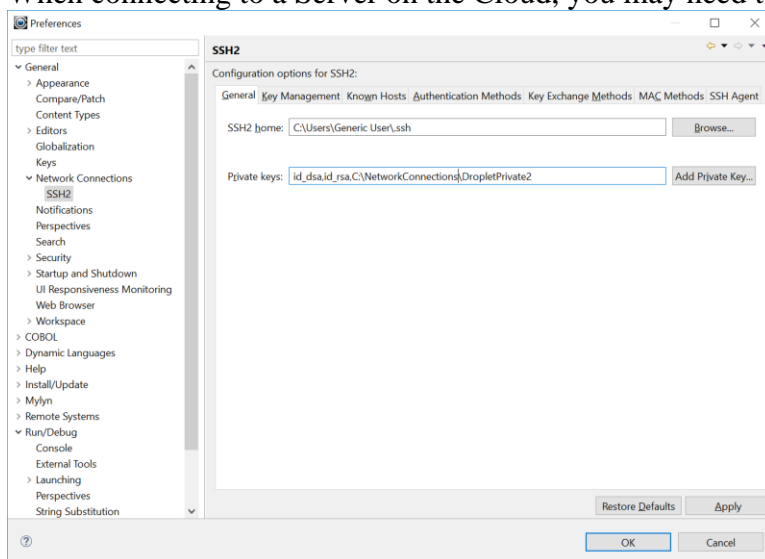 When connecting to a Server on the Cloud, you may need t
Preferences
type filter text
General
Appearance
Compare/Patch
Content Types
Editors
Globalization
Keys
Network Connections
SSH2
Notifications
Perspectives
Search
Security
Startup and Shutdown
UI Responsiveness Monitoring
Web Browser
Workspace
COBOL
Dynamic Languages
Help
Install/Update
Mylyn
Remote Systems
Run/Debug
Console
External Tools
Launching
Perspectives
String Substitution
SSH2
Configuration options for SSH2:
General Key Management Known Hosts Authentication Methods Key Exchange Methods MAC Methods SSH Agent
SSH2 home: C:\Users\Generic User\.ssh Browse...
Private keys: id_dsa,id_rsa,C:\NetworkConnections\DropletPrivate2 Add Private Key...
Restore Defaults Apply
OK Cancel